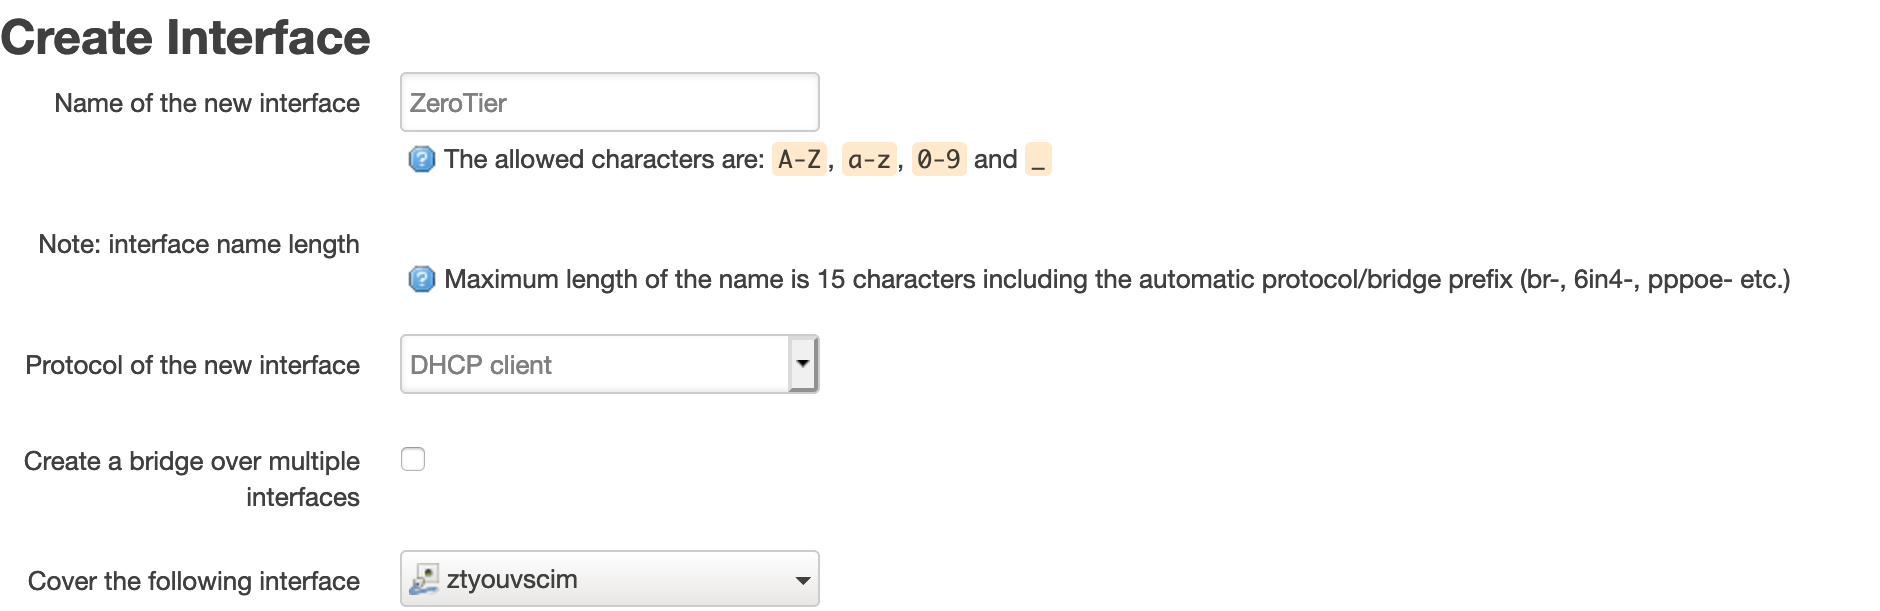 Create Interface
Name of the new interface
ZeroTier
The allowed characters are: A-Z, a-z, 0-9 and _
Note: interface name length
Maximum length of the name is 15 characters including the automatic protocol/bridge prefix (br-, 6in4-, pppoe- etc.)
Protocol of the new interface
DHCP client
Create a bridge over multiple
interfaces
Cover the following interface
ztyouvscim